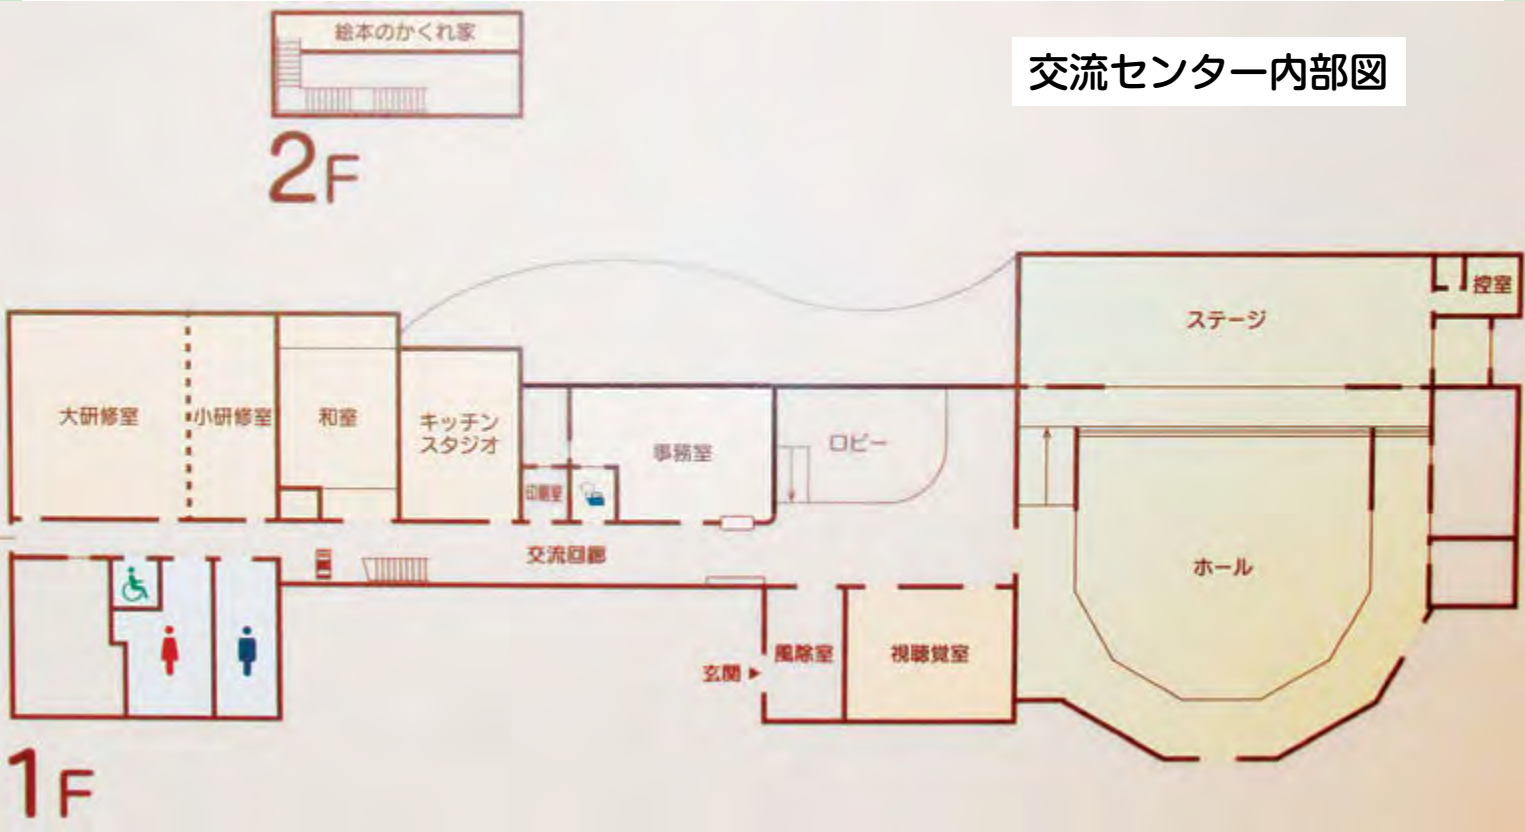 絵本のかくれ家
交流センター内部図
2F
控室
ステージ
大研修室
小研修室
和室
キッチン
スタジオ
事務室
ロビー
印刷室
交流回廊
ホール
風除室
視聴覚室
玄関
1F